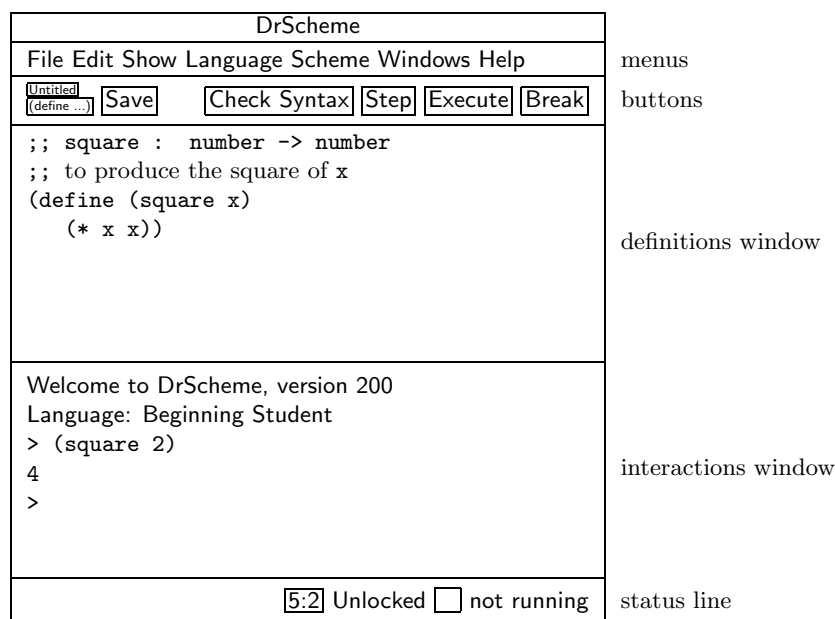 DrScheme
File Edit Show Language Scheme Windows Help
menus
Untitled
(define ...)
Save Check Syntax Step Execute Break
buttons
;; square : number -> number
;; to produce the square of x
(define (square x)
(* x x))
definitions window
Welcome to DrScheme, version 200
Language: Beginning Student
> (square 2)
4
>
interactions window
5:2 Unlocked not running
status line